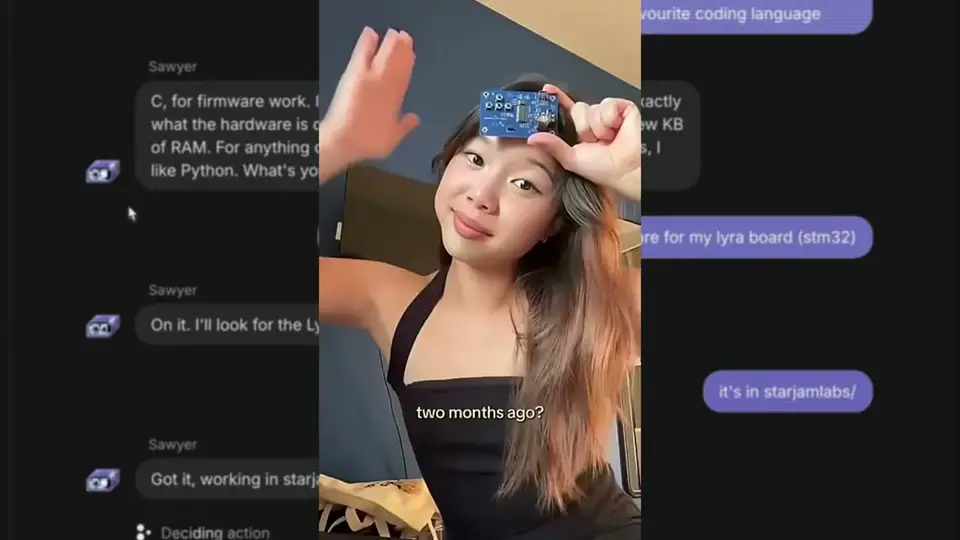 vourite coding language
Sawyer
C, for firmware work. I
xactly
what the hardware is
ew KB
of RAM. For anything
s, I
like Python. What's yo
re for my lyra board (stm32)
Sawyer
On it. I'll look for the Ly
it's in starjamlabs/
two months ago?
Sawyer
Got it, working in starja
Deciding action